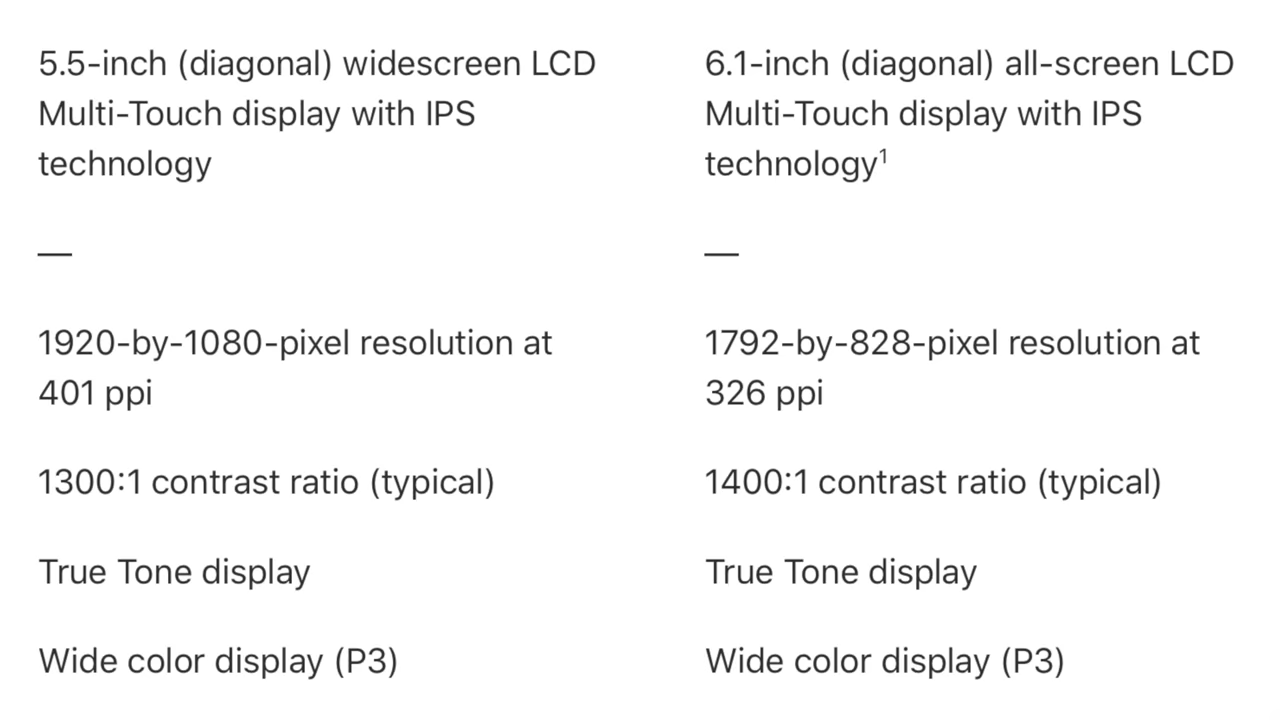 5.5-inch (diagonal) widescreen LCD
Multi-Touch display with IPS
technology
—
1920-by-1080-pixel resolution at
401 ppi
1300:1 contrast ratio (typical)
True Tone display
Wide color display (P3)
6.1-inch (diagonal) all-screen LCD
Multi-Touch display with IPS
technology¹
—
1792-by-828-pixel resolution at
326 ppi
1400:1 contrast ratio (typical)
True Tone display
Wide color display (P3)